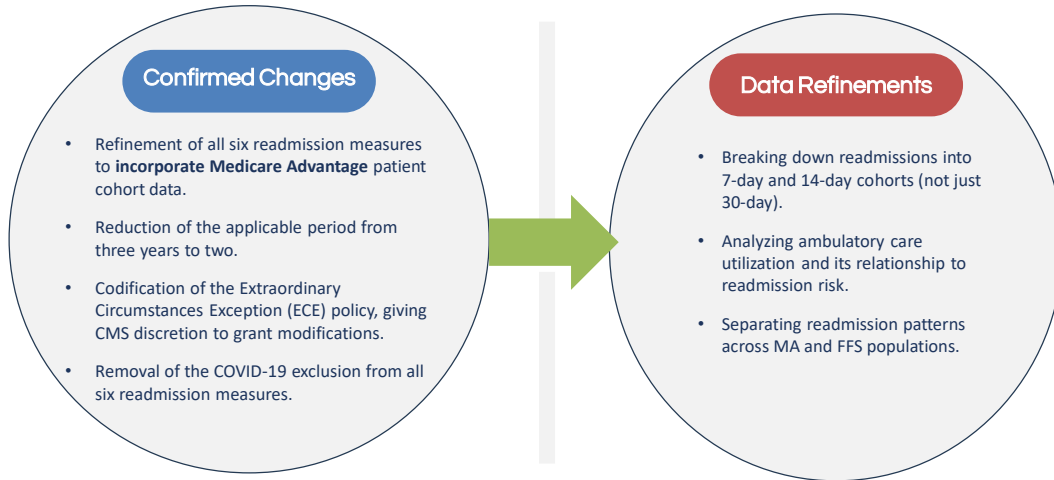 Confirmed Changes
• Refinement of all six readmission measures
to incorporate Medicare Advantage patient
cohort data.
• Reduction of the applicable period from
three years to two.
• Codification of the Extraordinary
Circumstances Exception (ECE) policy, giving
CMS discretion to grant modifications.
• Removal of the COVID-19 exclusion from all
six readmission measures.
Data Refinements
• Breaking down readmissions into
7-day and 14-day cohorts (not just
30-day).
• Analyzing ambulatory care
utilization and its relationship to
readmission risk.
• Separating readmission patterns
across MA and FFS populations.